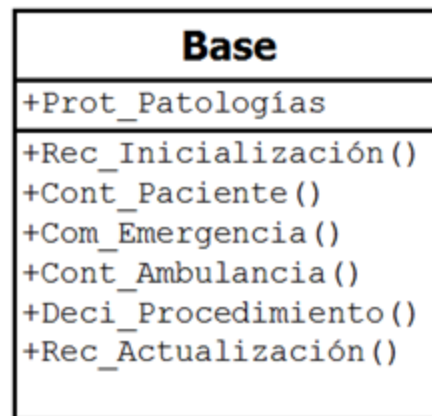 Base
+Prot_Patologías
+Rec_Inicialización()
+Cont_Paciente()
+Com_Emergencia()
+Cont_Ambulancia()
+Deci_Procedimiento()
+Rec_Actualización()